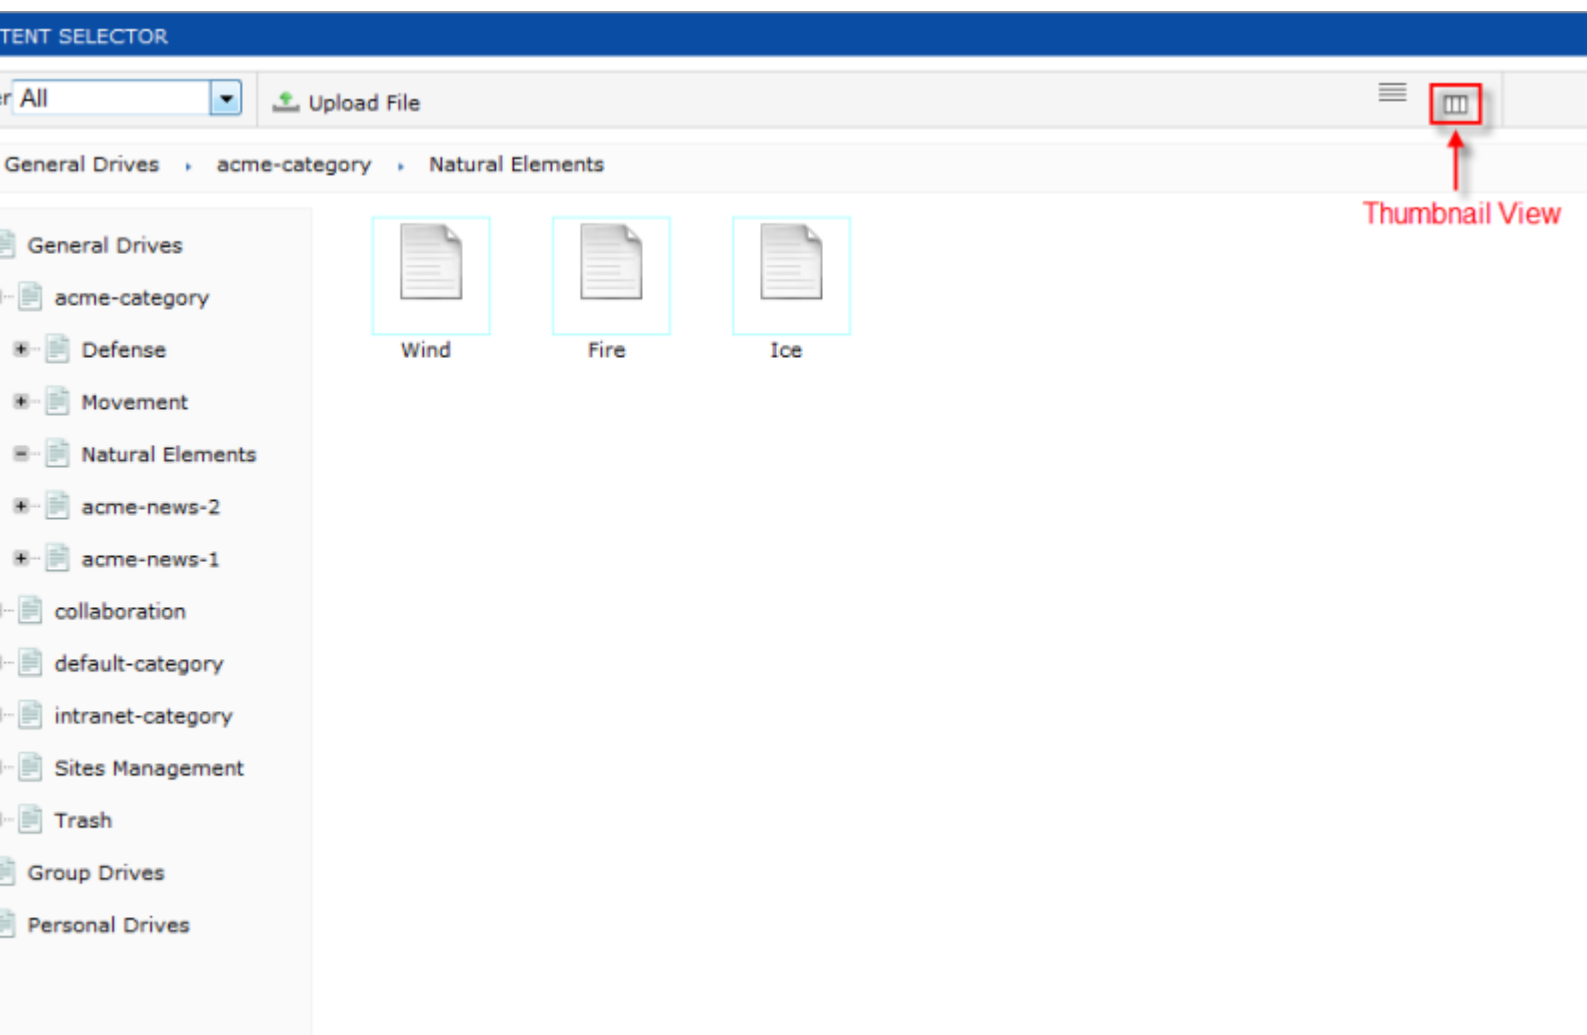 TENT SELECTOR
er All
Upload File
General Drives acme-category Natural Elements
Thumbnail View
General Drives
acme-category
Defense
Movement
Natural Elements
acme-news-2
acme-news-1
collaboration
default-category
intranet-category
Sites Management
Trash
Group Drives
Personal Drives
Wind Fire Ice